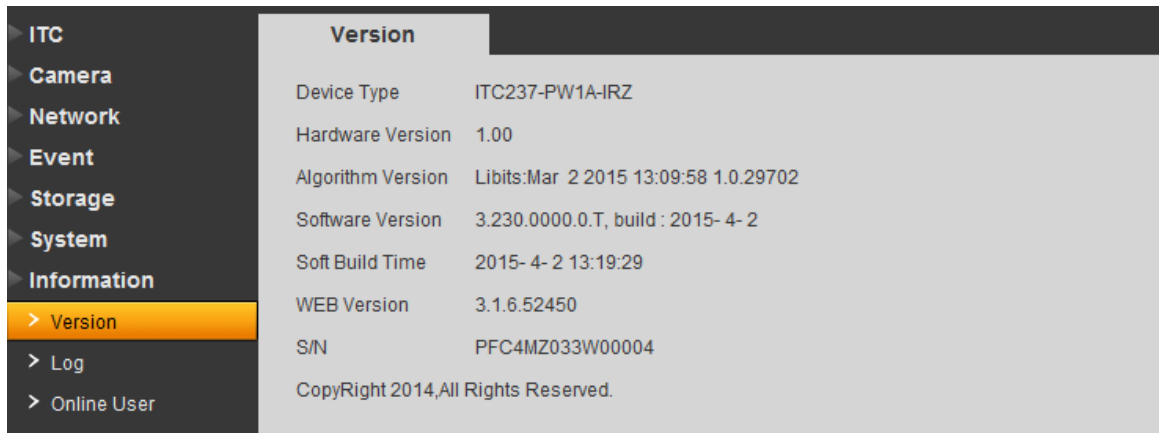 ITC
Camera
Network
Event
Storage
System
Information
> Version
> Log
> Online User
Version
Device Type ITC237-PW1A-IRZ
Hardware Version 1.00
Algorithm Version Libits:Mar  2 2015 13:09:58 1.0.29702
Software Version 3.230.0000.0.T, build : 2015- 4- 2
Soft Build Time 2015- 4- 2 13:19:29
WEB Version 3.1.6.52450
S/N PFC4MZ033W00004
CopyRight 2014,All Rights Reserved.